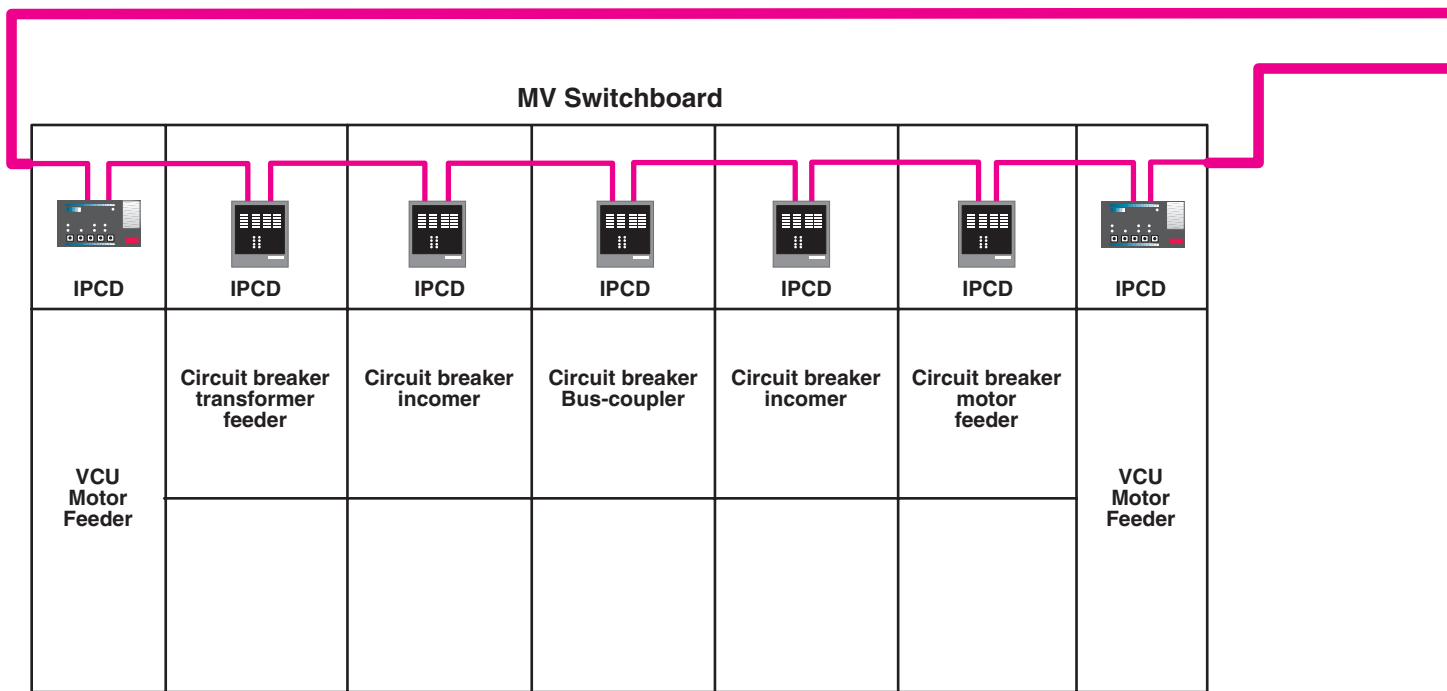 MV Switchboard
IPCD
IPCD
IPCD
IPCD
IPCD
IPCD
IPCD
VCU
Motor
Feeder
Circuit breaker
transformer
feeder
Circuit breaker
incomer
Circuit breaker
Bus-coupler
Circuit breaker
incomer
Circuit breaker
motor
feeder
VCU
Motor
Feeder